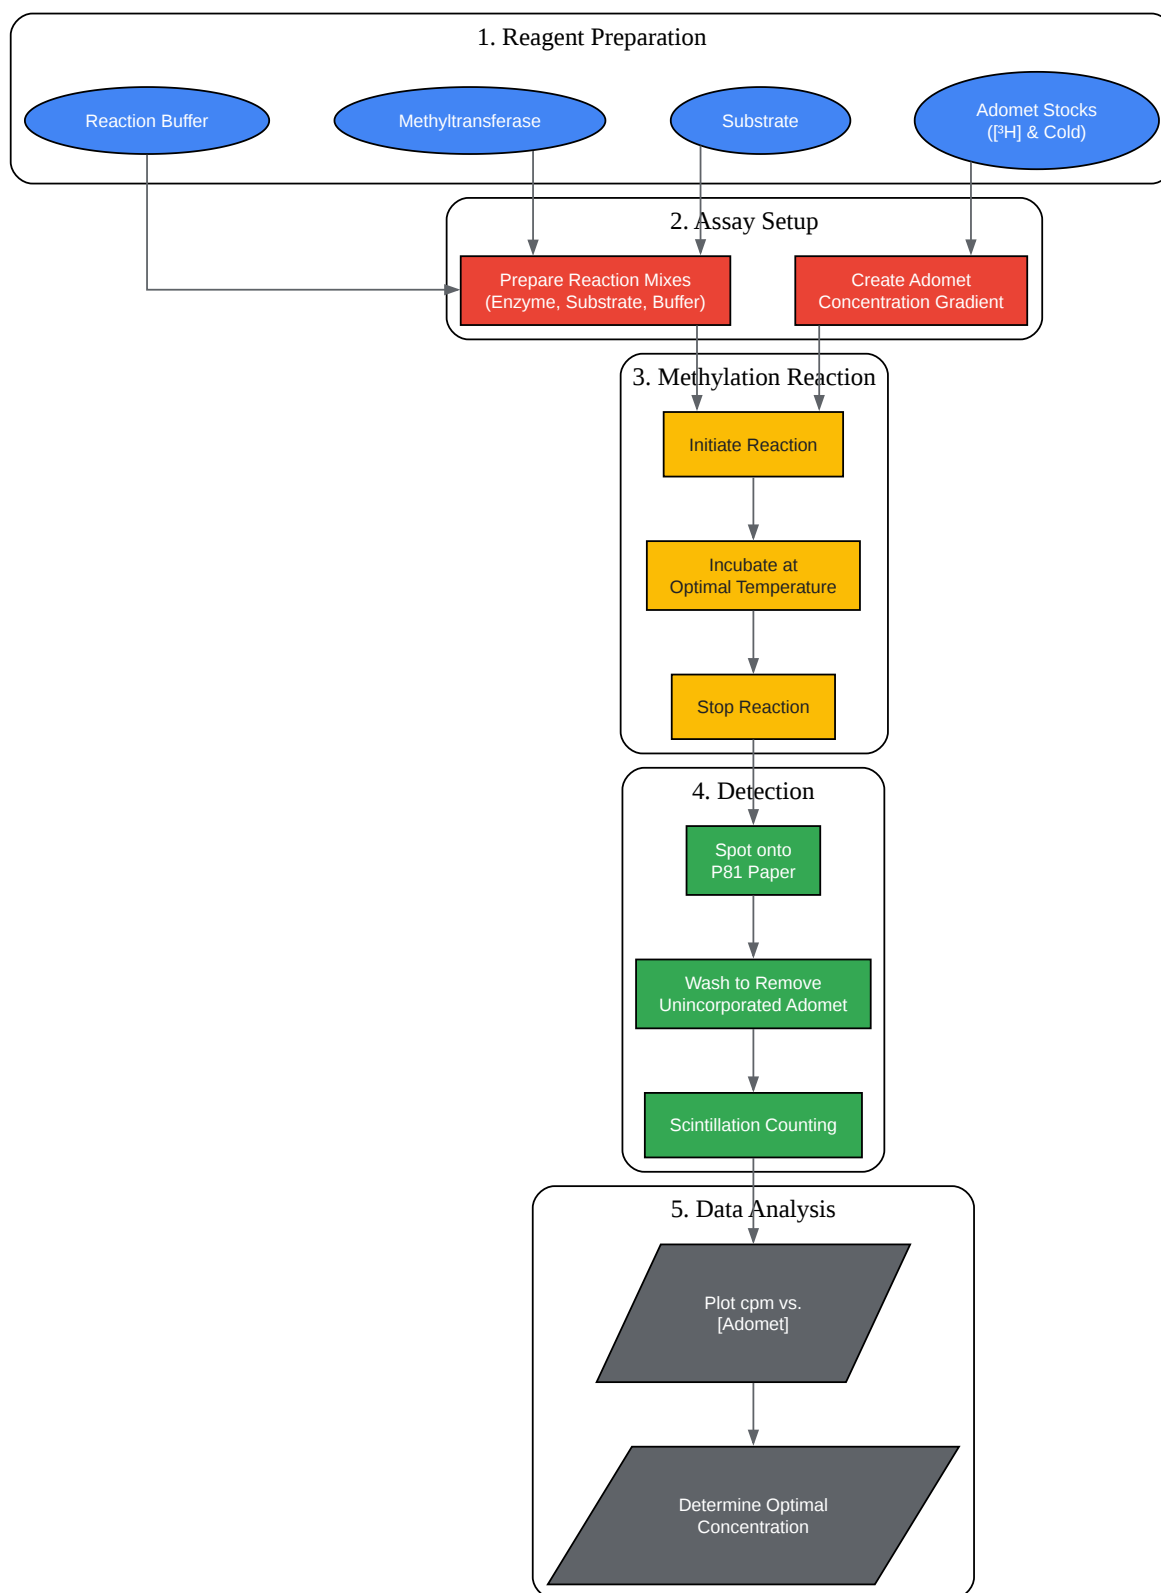 1. Reagent Preparation
Reaction Buffer
Methyltransferase
Substrate
Adomet Stocks
([³H] & Cold)
2. Assay Setup
Prepare Reaction Mixes
(Enzyme, Substrate, Buffer)
Create Adomet
Concentration Gradient
3. Methylation Reaction
Initiate Reaction
Incubate at
Optimal Temperature
Stop Reaction
4. Detection
Spot onto
P81 Paper
Wash to Remove
Unincorporated Adomet
Scintillation Counting
5. Data Analysis
Plot cpm vs.
[Adomet]
Determine Optimal
Concentration